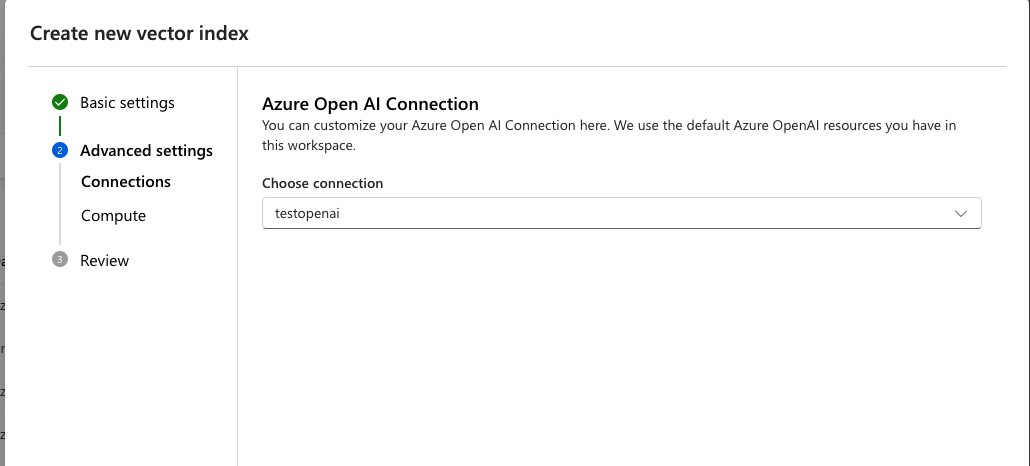 Create new vector index
Basic settings
2
Advanced settings
Connections
Compute
3
Review
Azure Open AI Connection
You can customize your Azure Open AI Connection here. We use the default Azure OpenAI resources you have in
this workspace.
Choose connection
testopenai